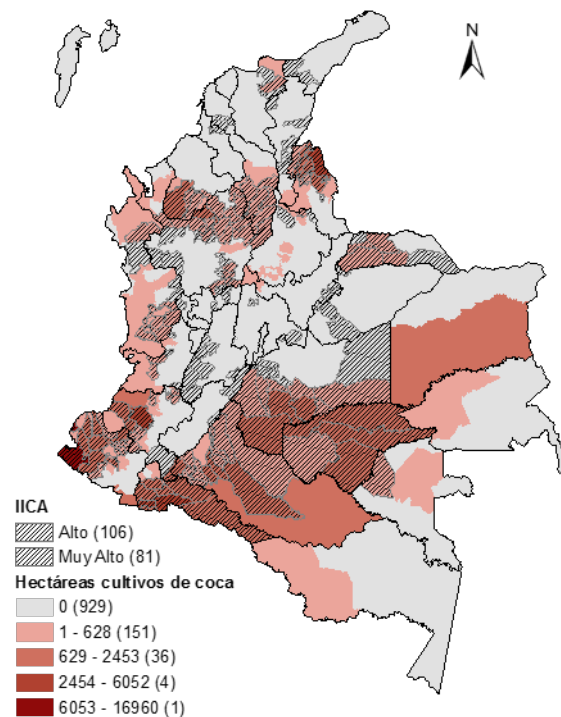 N
IICA
Alto (106)
Muy Alto (81)
Hectáreas cultivos de coca
0 (929)
1 - 628 (151)
629 - 2453 (36)
2454 - 6052 (4)
6053 - 16960 (1)